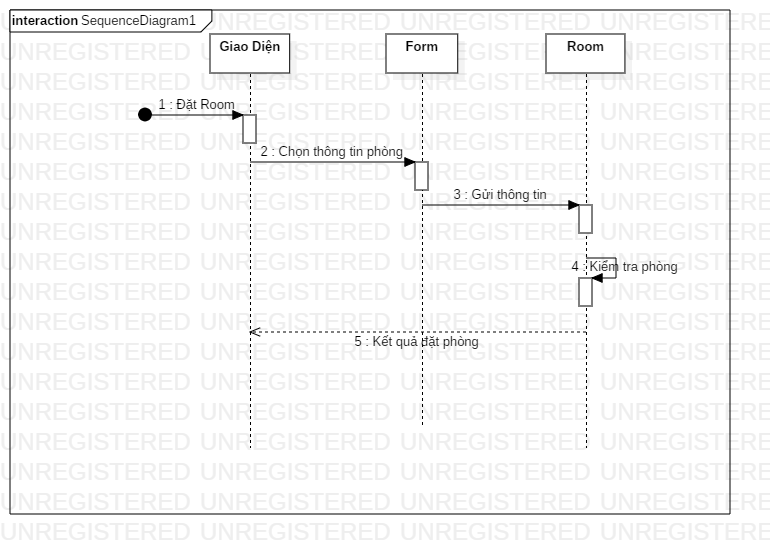 interaction SequenceDiagram1
Giao Diện
Form
Room
1 : Đặt Room
2 : Chọn thông tin phòng
3 : Gửi thông tin
4 : Kiểm tra phòng
5 : Kết quả đặt phòng
UNREGISTERED